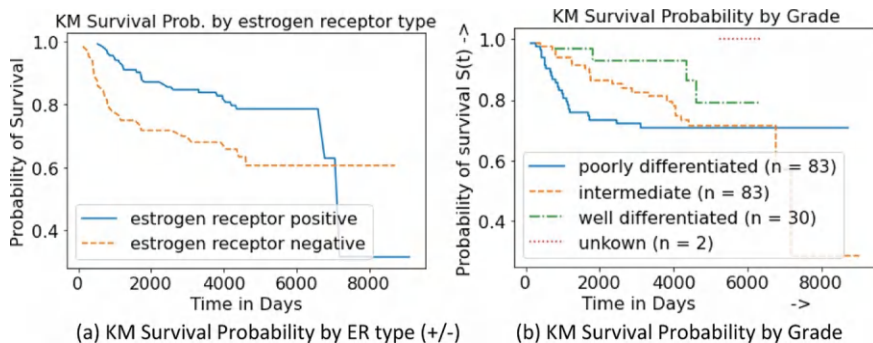 KM Survival Prob. by estrogen receptor type
Probability of Survival
1.0
0.8
0.6
0.4
estrogen receptor positive
estrogen receptor negative
0 2000 4000 6000 8000
Time in Days
(a) KM Survival Probability by ER type (+/-)
KM Survival Probability by Grade
Probability of survival S(t) ->
1.0
0.8
0.6
0.4
poorly differentiated (n = 83)
intermediate (n = 83)
well differentiated (n = 30)
unkown (n = 2)
0 2000 4000 6000 8000
Time in Days ->
(b) KM Survival Probability by Grade